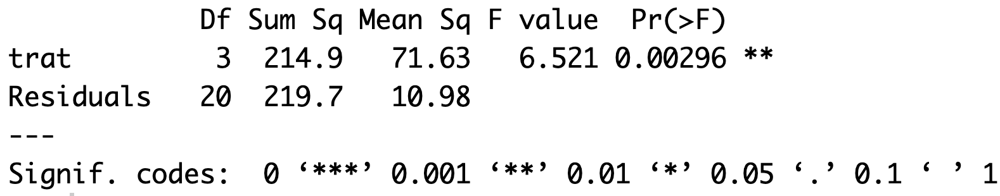 Df Sum Sq Mean Sq F value  Pr(>F)
trat         3  214.9   71.63   6.521 0.00296 **
Residuals   20  219.7   10.98
---
Signif. codes:  0 ‘***’ 0.001 ‘**’ 0.01 ‘*’ 0.05 ‘.’ 0.1 ‘ ’ 1